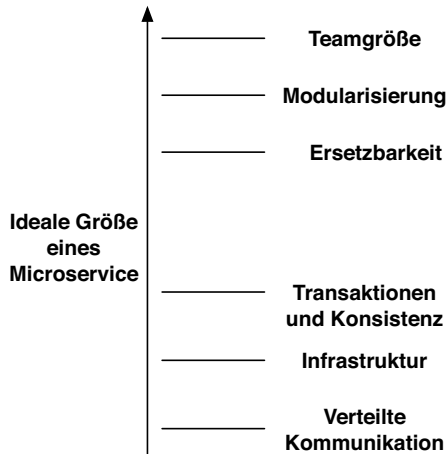 Teamgröße
Modularisierung
Ersetzbarkeit
Ideale Größe
eines
Microservice
Transaktionen
und Konsistenz
Infrastruktur
Verteilte
Kommunikation